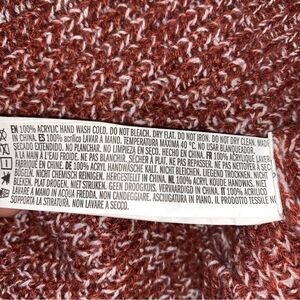 EN 100% ACRYLIC HAND WASH COLD. DO NOT BLEACH. DRY FLAT. DO NOT IRON. DO NOT DRY CLEAN. MADE
IN CHINA. ES 100% acrílico LAVAR A MANO. TEMPERATURA MÁXIMA 40 °C. NO USAR BLANQUEADOR.
SECADO EXTENDIDO. NO PLANCHAR. NO LIMPIEZA EN SECO. HECHO EN CHINA. FR 100% ACRYLIQUE LAVER
À LA MAIN À L'EAU FROIDE. NE PAS BLANCHIR. SÉCHER À PLAT. NE PAS REPASSER. NE PAS NETTOYER À SEC.
FABRIQUÉ EN CHINE. DE 100% ACRYL HANDWÄSCHE KALT. NICHT BLEICHEN. LIEGEND TROCKNEN. NICHT
BÜGELN. NICHT CHEMISCH REINIGEN. HERGESTELLT IN CHINA. NL 100% ACRYL KOUDE HANDWAS. NIET
BLEKEN. PLAT DROGEN. NIET STRIJKEN. GEEN DROOGKUIS. VERVAARDIGD IN CHINA. IT 100% ACRILICO
LAVARE A MANO IN ACQUA FREDDA. NON CANDEGGIARE. ASCIUGATURA IN PIANO. IL PRODOTTO TESSILE NON
SUPPORTA LA STIRATURA. NON LAVARE A SECCO.